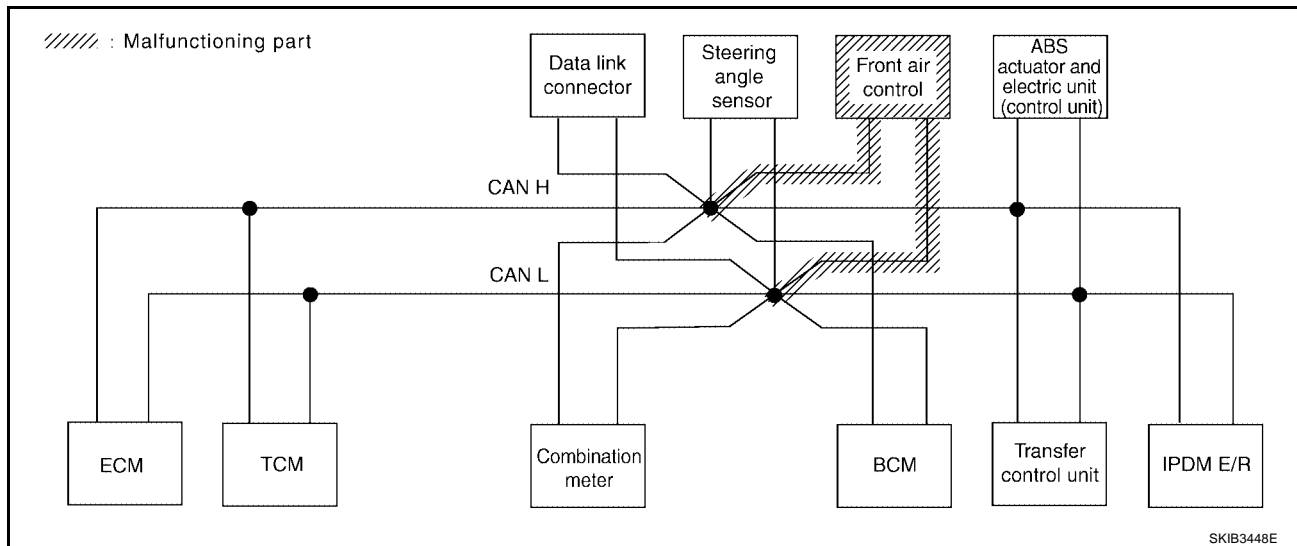 : Malfunctioning part
Data link
connector
Steering
angle
sensor
Front air
control
ABS
actuator and
electric unit
(control unit)
CAN H
CAN L
ECM
TCM
Combination
meter
BCM
Transfer
control unit
IPDM E/R
SKIB3448E